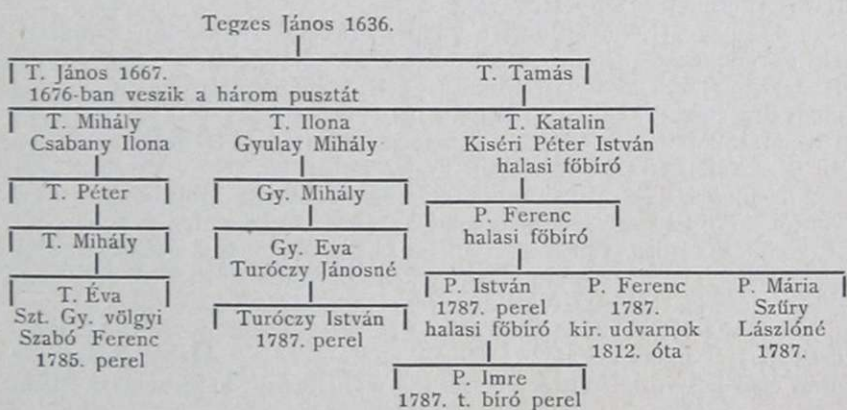 Tegzes János 1636.
T. János 1667.
1676-ban veszik a három pusztát
T. Tamás
T. Mihály
Csabany Ilona
T. Ilona
Gyulay Mihály
T. Katalin
Kiséri Péter István
halasi főbíró
T. Péter
Gy. Mihály
P. Ferenc
halasi főbíró
T. Mihály
Gy. Eva
Turóczy Jánosné
T. Éva
Szt. Gy. völgyi
Szabó Ferenc
1785. perel
Turóczy István
1787. perel
P. István
1787. perel
halasi főbíró
P. Ferenc
1787.
kir. udvarnok
1812. óta
P. Mária
Szűry
Lászlóné
1787.
P. Imre
1787. t. bíró perel